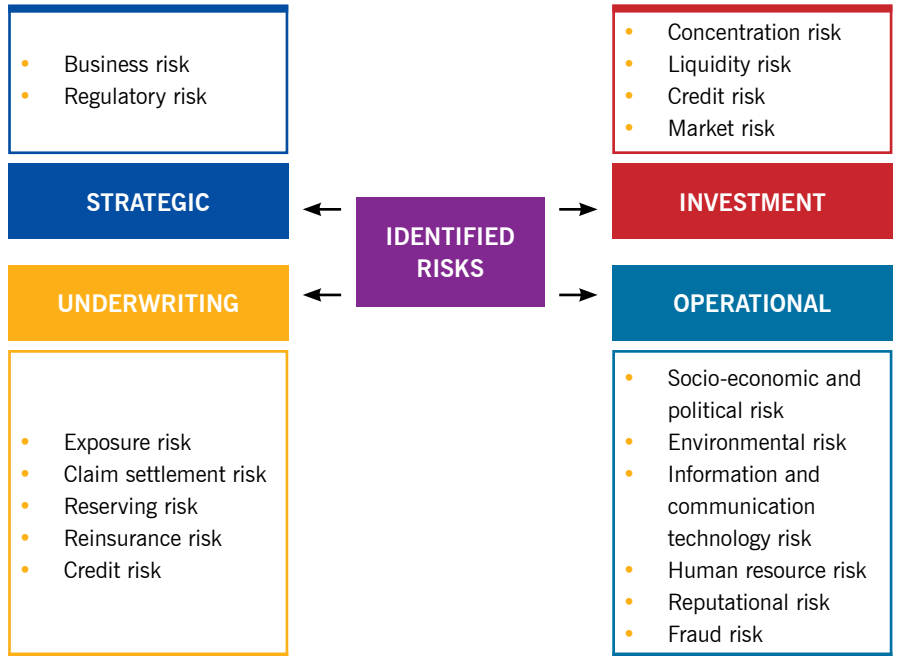 • Business risk
• Regulatory risk
STRATEGIC
• Concentration risk
• Liquidity risk
• Credit risk
• Market risk
INVESTMENT
IDENTIFIED
RISKS
UNDERWRITING
• Exposure risk
• Claim settlement risk
• Reserving risk
• Reinsurance risk
• Credit risk
OPERATIONAL
• Socio-economic and
political risk
• Environmental risk
• Information and
communication
technology risk
• Human resource risk
• Reputational risk
• Fraud risk